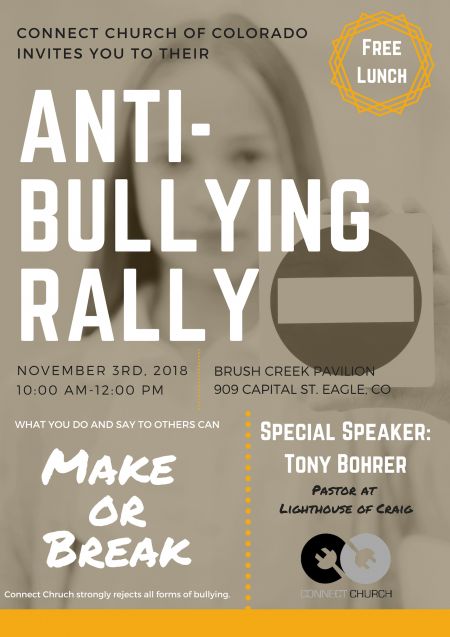 CONNECT CHURCH OF COLORADO
INVITES YOU TO THEIR
FREE
LUNCH
ANTI-
BULLYING
RALLY
NOVEMBER 3RD, 2018
10:00 AM-12:00 PM
BRUSH CREEK PAVILION
909 CAPITAL ST. EAGLE, CO
WHAT YOU DO AND SAY TO OTHERS CAN
MAKE
OR
BREAK
Connect Chruch strongly rejects all forms of bullying.
SPECIAL SPEAKER:
TONY BOHRER
PASTOR AT
LIGHTHOUSE OF CRAIG
CONNECT CHURCH